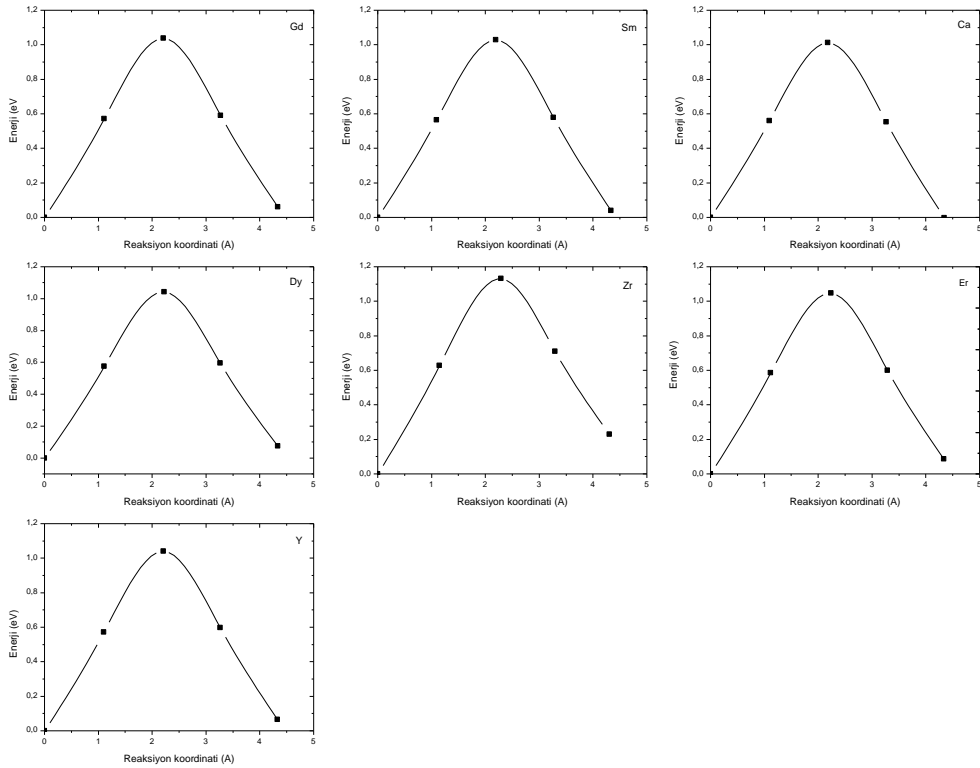 1,2
1,0
0,8
0,6
0,4
0,2
0,0
Enerji (eV
Gd
0 1 2 3 4 5
Reaksiyon koordinati (A)
1,2
1,0
0,8
0,6
0,4
0,2
0,0
Enerji (eV)
Sm
0 1 2 3 4 5
Reaksiyon koordinati (A)
1,2
1,0
0,8
0,6
0,4
0,2
0,0
Enerji (eV)
Ca
0 1 2 3 4 5
Reaksiyon koordinati (A)
1,2
1,0
0,8
0,6
0,4
0,2
0,0
Enerji (eV)
Dy
0 1 2 3 4 5
Reaksiyon koordinati (A)
1,2
1,0
0,8
0,6
0,4
0,2
0,0
Enerji (eV)
Zr
0 1 2 3 4 5
Reaksiyon koordinati (A)
1,2
1,0
0,8
0,6
0,4
0,2
0,0
Enerji (eV)
Er
0 1 2 3 4 5
Reaksiyon koordinati (A)
1,2
1,0
0,8
0,6
0,4
0,2
0,0
Enerji (eV)
Y
0 1 2 3 4 5
Reaksiyon koordinati (A)